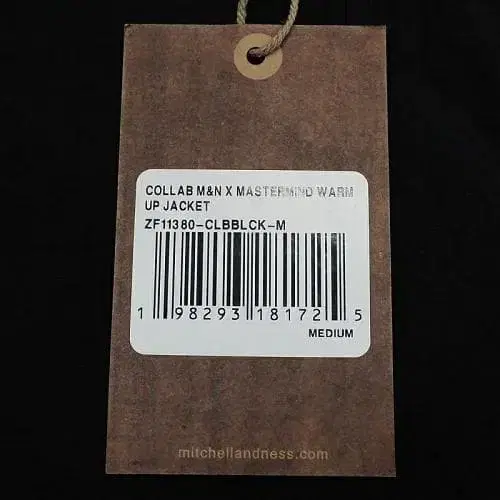 COLLAB M&N X MASTERMIND WARM
UP JACKET
ZF11380-CLBBLCK-M
1 98293 18172 5
MEDIUM
mitchellandness.com